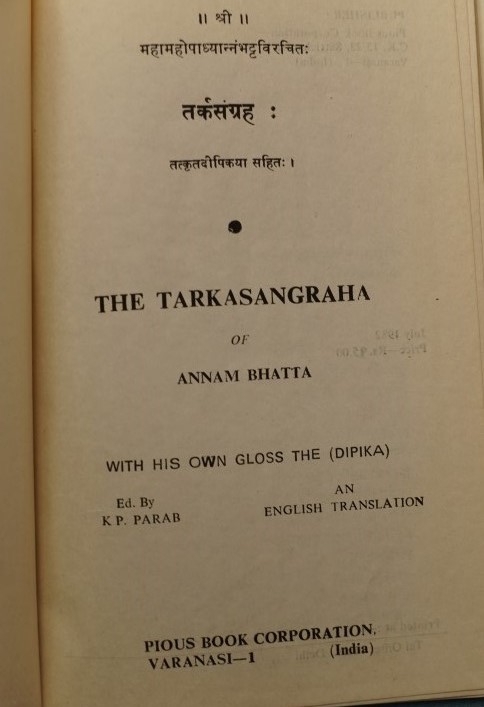 ॥ श्री ॥
महामहोपाध्यान्नंभट्टविरचितः
तर्कसंग्रह :
तत्कृतदीपिकया सहितः ।
THE TARKASANGRAHA
OF
ANNAM BHATTA
WITH HIS OWN GLOSS THE (DIPIKA)
Ed. By
K P. PARAB
AN
ENGLISH TRANSLATION
PIOUS BOOK CORPORATION,
VARANASI—1 (India)